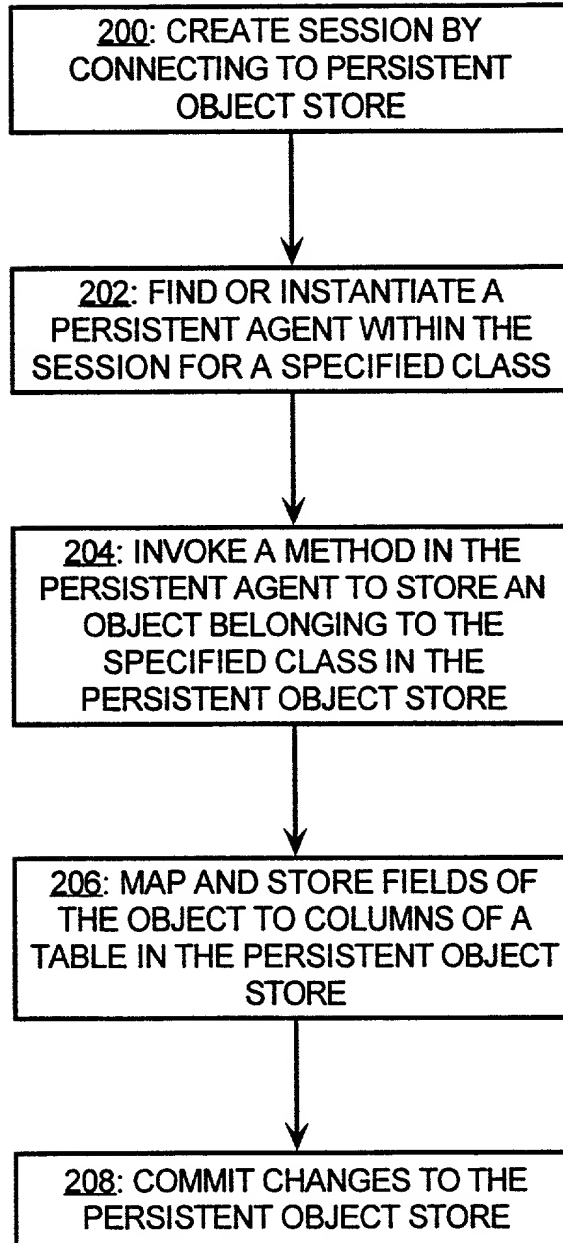 200: CREATE SESSION BY
CONNECTING TO PERSISTENT
OBJECT STORE
202: FIND OR INSTANTIATE A
PERSISTENT AGENT WITHIN THE
SESSION FOR A SPECIFIED CLASS
204: INVOKE A METHOD IN THE
PERSISTENT AGENT TO STORE AN
OBJECT BELONGING TO THE
SPECIFIED CLASS IN THE
PERSISTENT OBJECT STORE
206: MAP AND STORE FIELDS OF
THE OBJECT TO COLUMNS OF A
TABLE IN THE PERSISTENT OBJECT
STORE
208: COMMIT CHANGES TO THE
PERSISTENT OBJECT STORE